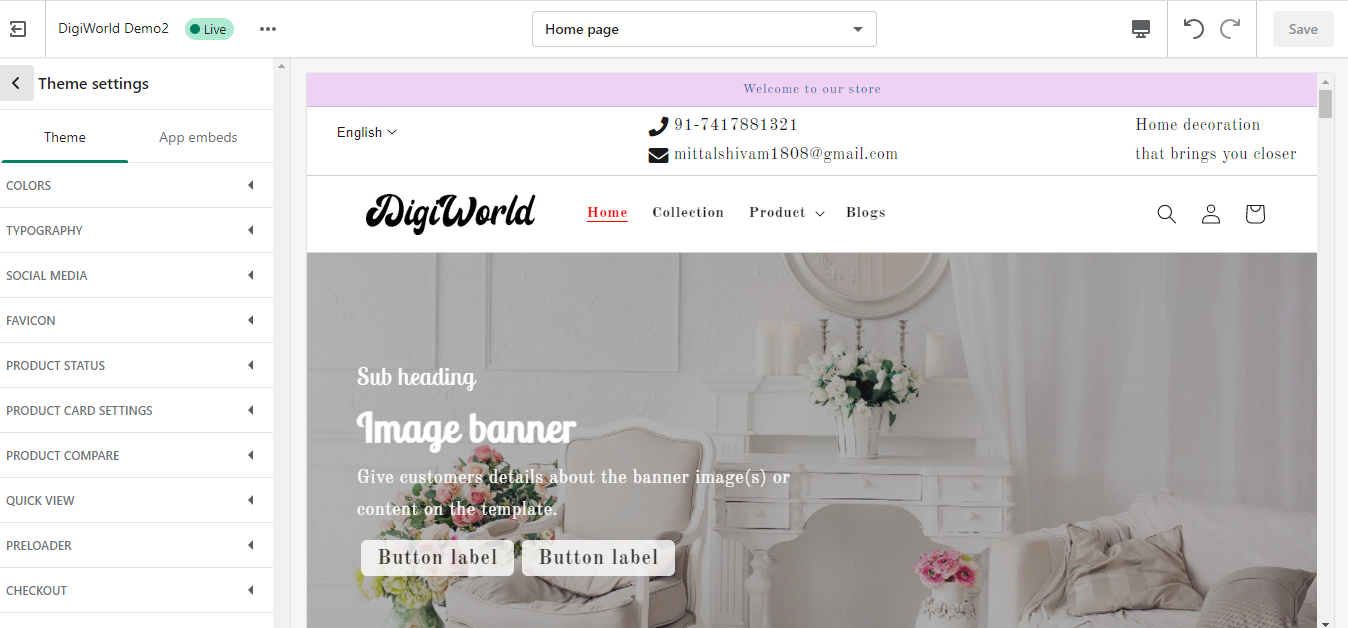 DigiWorld Demo2
Live
Home page
Save
Theme settings
Theme
App embeds
COLORS
TYPOGRAPHY
SOCIAL MEDIA
FAVICON
PRODUCT STATUS
PRODUCT CARD SETTINGS
PRODUCT COMPARE
QUICK VIEW
PRELOADER
CHECKOUT
Welcome to our store
English
91-7417881321
mittalshivam1808@gmail.com
Home decoration
that brings you closer
DigiWorld
Home
Collection
Product
Blogs
Sub heading
Image banner
Give customers details about the banner image(s) or
content on the template.
Button label
Button label